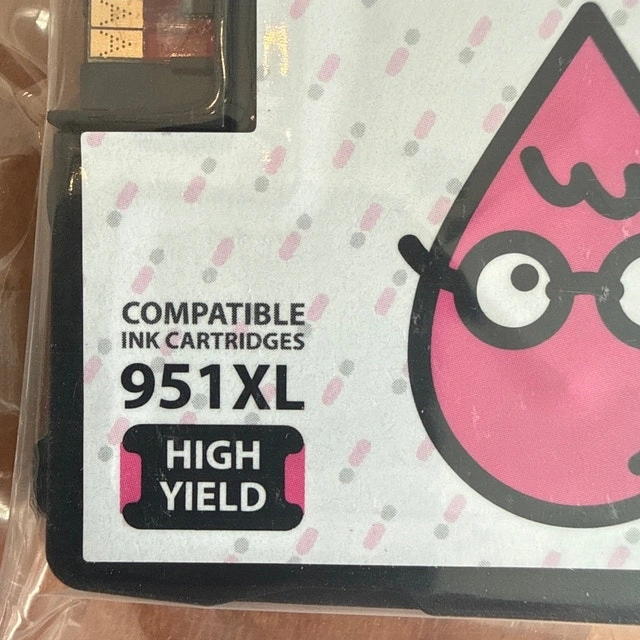 COMPATIBLE
INK CARTRIDGES
951XL
HIGH
YIELD